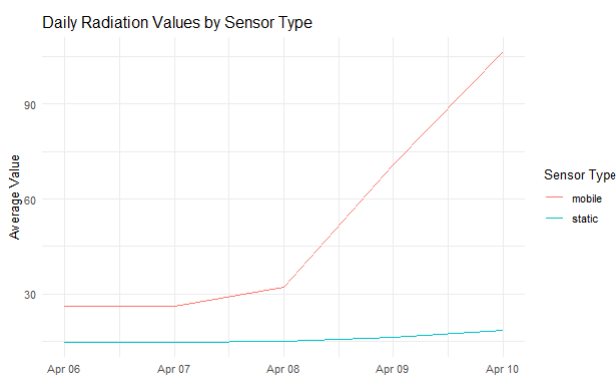 Daily Radiation Values by Sensor Type
Average Value
90
60
30
Apr 06
Apr 07
Apr 08
Apr 09
Apr 10
Sensor Type
mobile
static